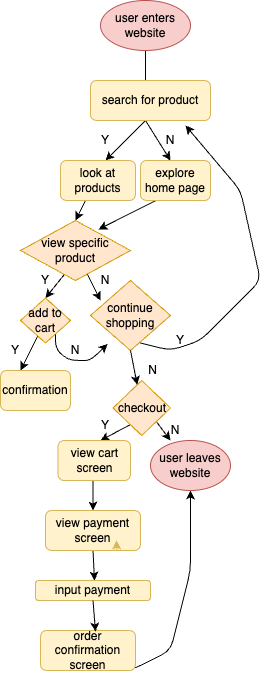 user enters
website
search for product
Y
N
look at
products
explore
home page
view specific
product
Y
N
add to
cart
continue
shopping
Y
N
Y
confirmation
N
checkout
Y
N
view cart
screen
user leaves
website
view payment
screen
input payment
order
confirmation
screen